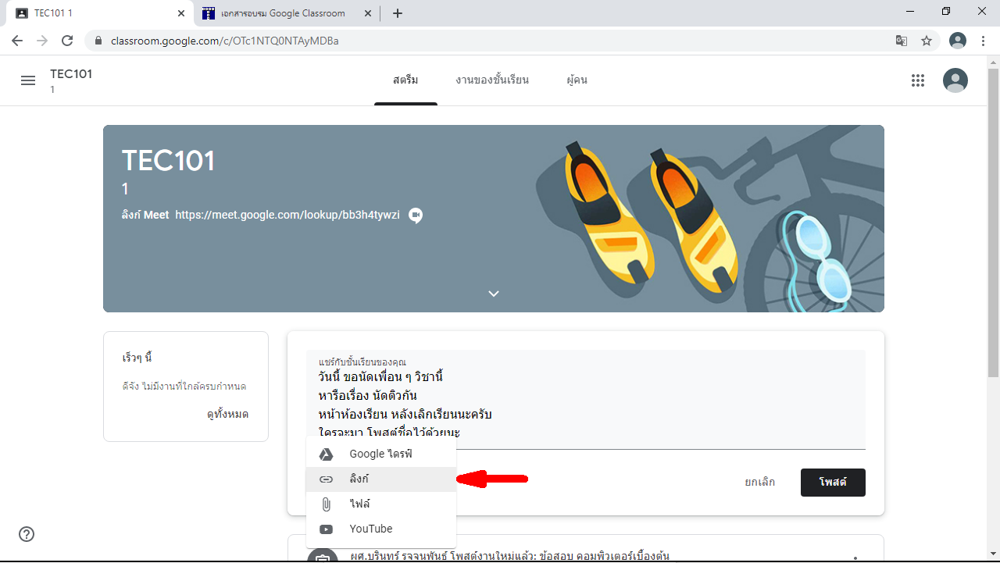 TEC101 1
เอกสารอบรม Google Classroom
classroom.google.com/c/OTc1NTQ0NTAyMDBa
TEC101
1
สตรีม
งานของชั้นเรียน
ผู้คน
TEC101
1
ลิงก์ Meet https://meet.google.com/lookup/bb3h4tywzi
เร็วๆ นี้
ดีจัง ไม่มีงานที่ใกล้ครบกำหนด
ดูทั้งหมด
แชร์กับชั้นเรียนของคุณ
วันนี้ ขอนัดเพื่อน ๆ วิชานี้
หารือเรื่อง นัดติวกัน
หน้าห้องเรียน หลังเลิกเรียนนะครับ
ใครจะมา โพสต์ชื่อไว้ด้วยนะ
Google ไดรฟ์
ลิงก์
ไฟล์
YouTube
ยกเลิก
โพสต์
ผศ.บรินทร์ รุจจนพันธุ์ โพสต์งานใหม่แล้ว: ข้อสอบ คอมพิวเตอร์เบื้องต้น